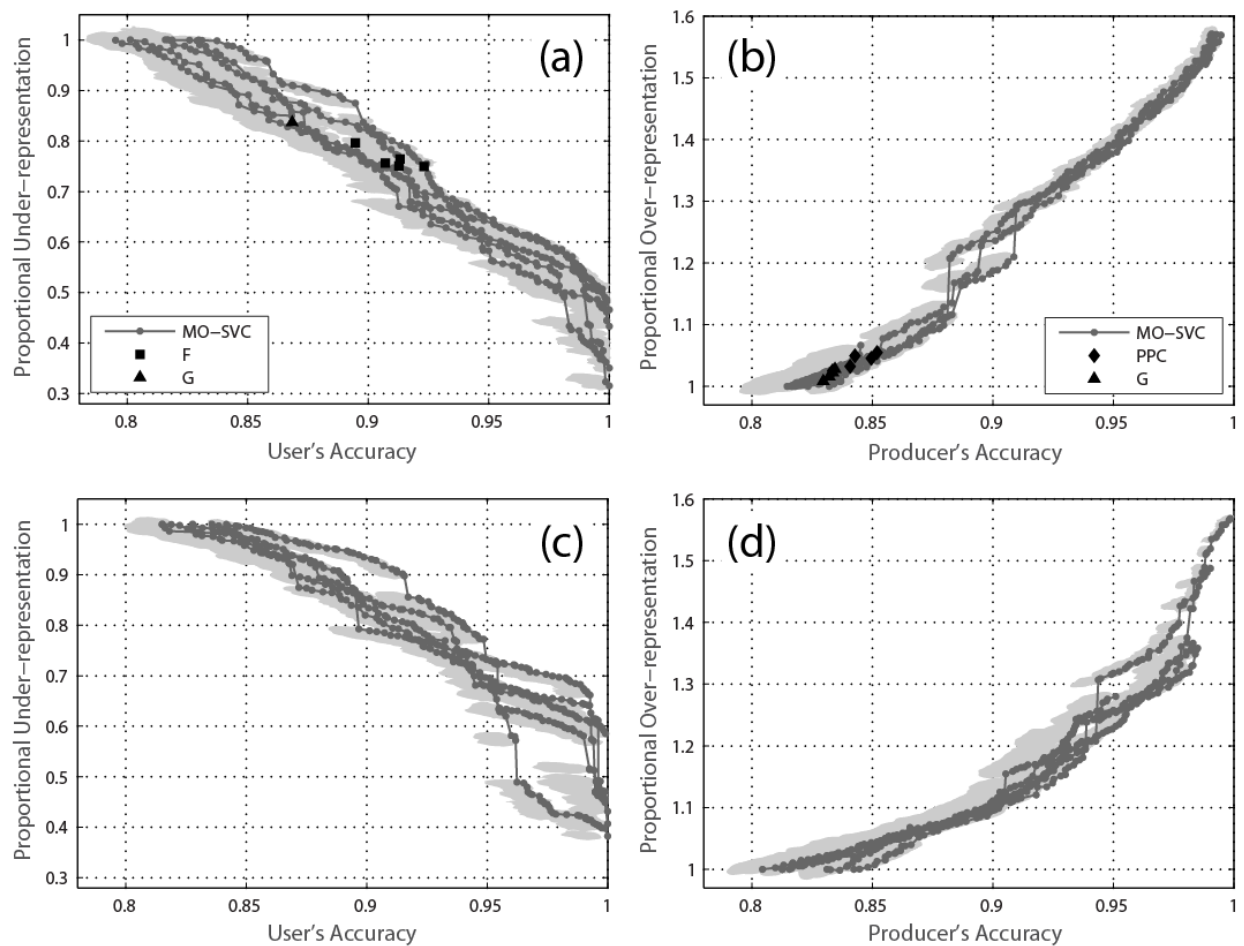 (a)
Proportional Under−representation
1
0.9
0.8
0.7
0.6
0.5
0.4
0.3
MO−SVC
F
G
0.8
0.85
0.9
0.95
1
User's Accuracy
(b)
Proportional Over−representation
1.6
1.5
1.4
1.3
1.2
1.1
1
MO−SVC
PPC
G
0.8
0.85
0.9
0.95
1
Producer's Accuracy
(c)
Proportional Under−representation
1
0.9
0.8
0.7
0.6
0.5
0.4
0.3
0.8
0.85
0.9
0.95
1
User's Accuracy
(d)
Proportional Over−representation
1.6
1.5
1.4
1.3
1.2
1.1
1
0.8
0.85
0.9
0.95
1
Producer's Accuracy